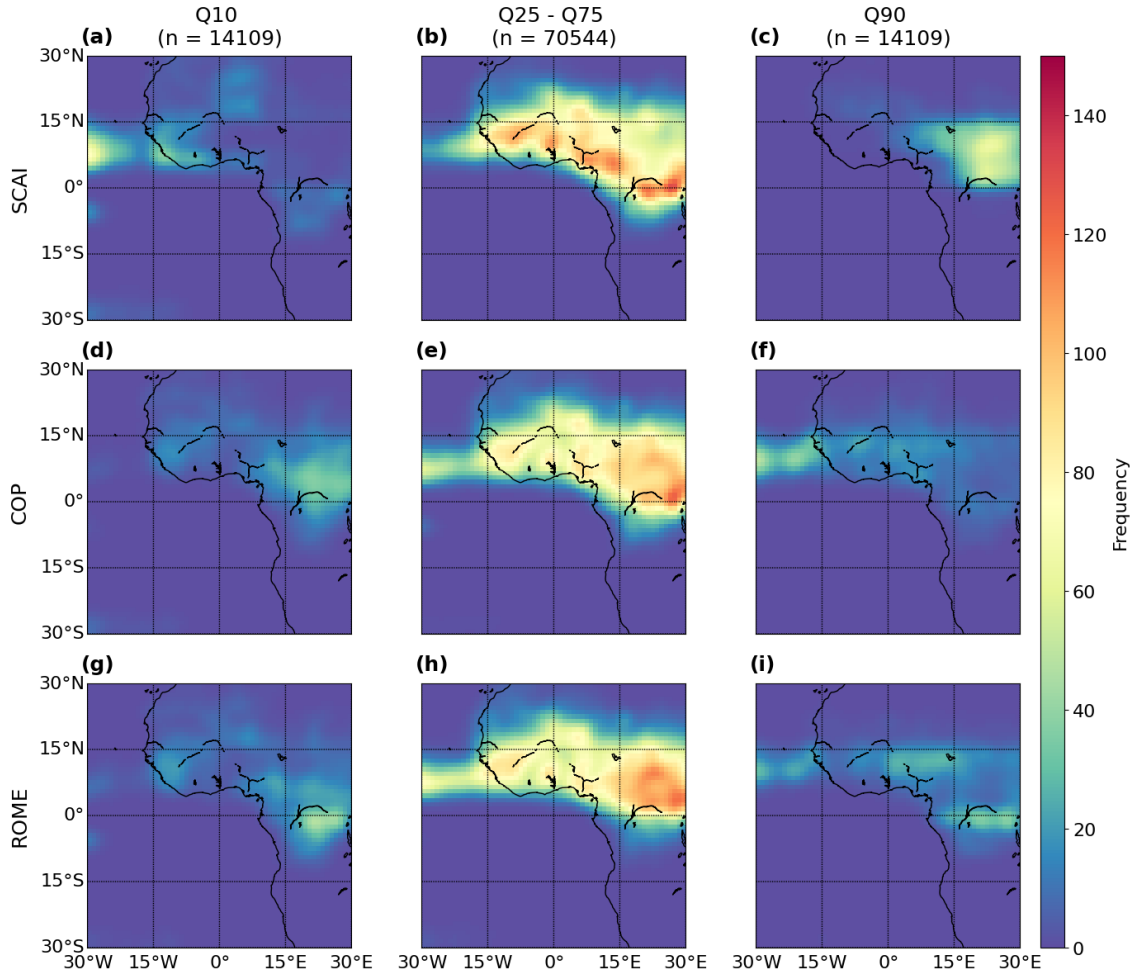 Q10
(n = 14109)
Q25 - Q75
(n = 70544)
Q90
(n = 14109)
(a)
(b)
(c)
30°N
15°N
0°
15°S
30°S
SCAI
(d)
(e)
(f)
30°N
15°N
0°
15°S
30°S
COP
(g)
(h)
(i)
30°N
15°N
0°
15°S
30°S
ROME
30°W 15°W 0° 15°E 30°E
30°W 15°W 0° 15°E 30°E
30°W 15°W 0° 15°E 30°E
140
120
100
80
60
40
20
0
Frequency